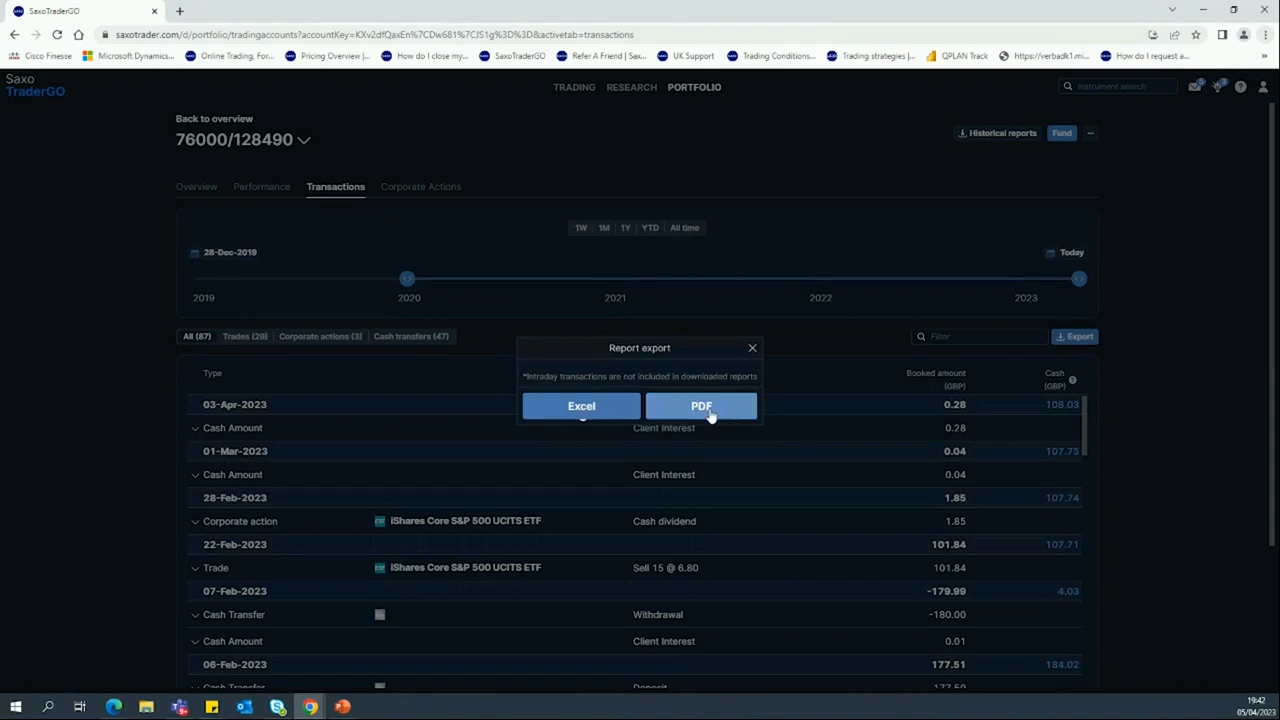 SaxoTraderGO
saxotrader.com/d/portfolio/tradingaccounts?accountKey=KXv2dfQaxEn%7CDw681%7CJS1g%3D%3D&activetab=transactions
Cisco Finesse
Microsoft Dynamics...
Online Trading, For...
Pricing Overview |...
How do I close my...
SaxoTraderGO
Refer A Friend | Sax...
UK Support
Trading Conditions...
Trading strategies |...
QPLAN Track
https://verbadk1.mi...
How do I request a...
Saxo
TraderGO
TRADING RESEARCH PORTFOLIO
Instrument search
Back to overview
76000/128490
Historical reports
Fund
Overview Performance Transactions Corporate Actions
1W 1M 1Y YTD All time
28-Dec-2019
Today
2019 2020 2021 2022 2023
All (87) Trades (29) Corporate actions (3) Cash transfers (47)
Filter
Export
Report export
*Intraday transactions are not included in downloaded reports
Excel PDF
Type
Booked amount
(GBP)
Cash
(GBP)
03-Apr-2023 0.28 108.03
Cash Amount Client Interest 0.28
01-Mar-2023 0.04 107.75
Cash Amount Client Interest 0.04
28-Feb-2023 1.85 107.74
Corporate action iShares Core S&P 500 UCITS ETF Cash dividend 1.85
22-Feb-2023 101.84 107.71
Trade iShares Core S&P 500 UCITS ETF Sell 15 @ 6.80 101.84
07-Feb-2023 -179.99 4.03
Cash Transfer Withdrawal -180.00
Cash Amount Client Interest 0.01
06-Feb-2023 177.51 184.02
Cash Transfer Deposit 177.50
19:42
05/04/2023